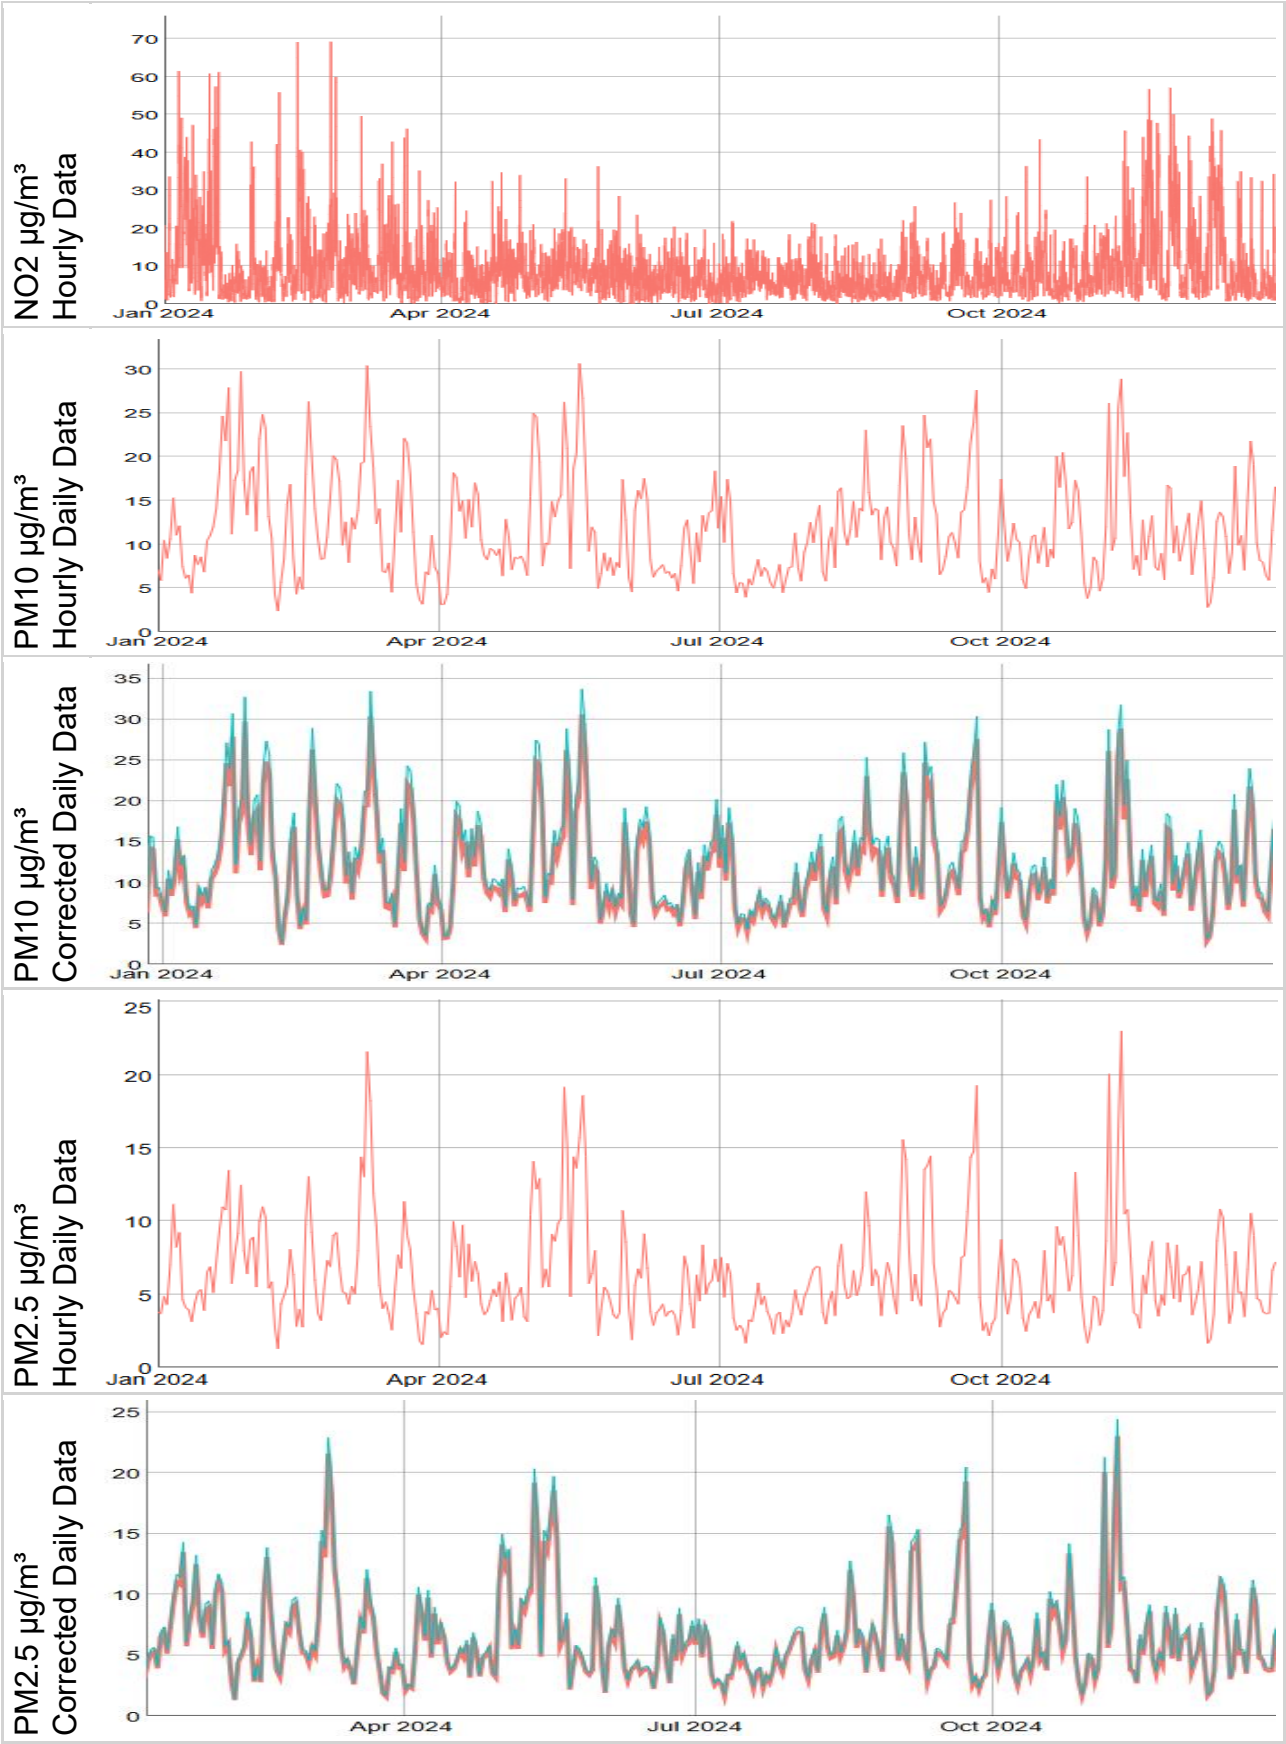 NO2 µg/m³
Hourly Data
70
60
50
40
30
20
10
0
Jan 2024
Apr 2024
Jul 2024
Oct 2024
PM10 µg/m³
Hourly Daily Data
30
25
20
15
10
5
0
Jan 2024
Apr 2024
Jul 2024
Oct 2024
PM10 µg/m³
Corrected Daily Data
35
30
25
20
15
10
5
0
Jan 2024
Apr 2024
Jul 2024
Oct 2024
PM2.5 µg/m³
Hourly Daily Data
25
20
15
10
5
0
Jan 2024
Apr 2024
Jul 2024
Oct 2024
PM2.5 µg/m³
Corrected Daily Data
25
20
15
10
5
0
Apr 2024
Jul 2024
Oct 2024